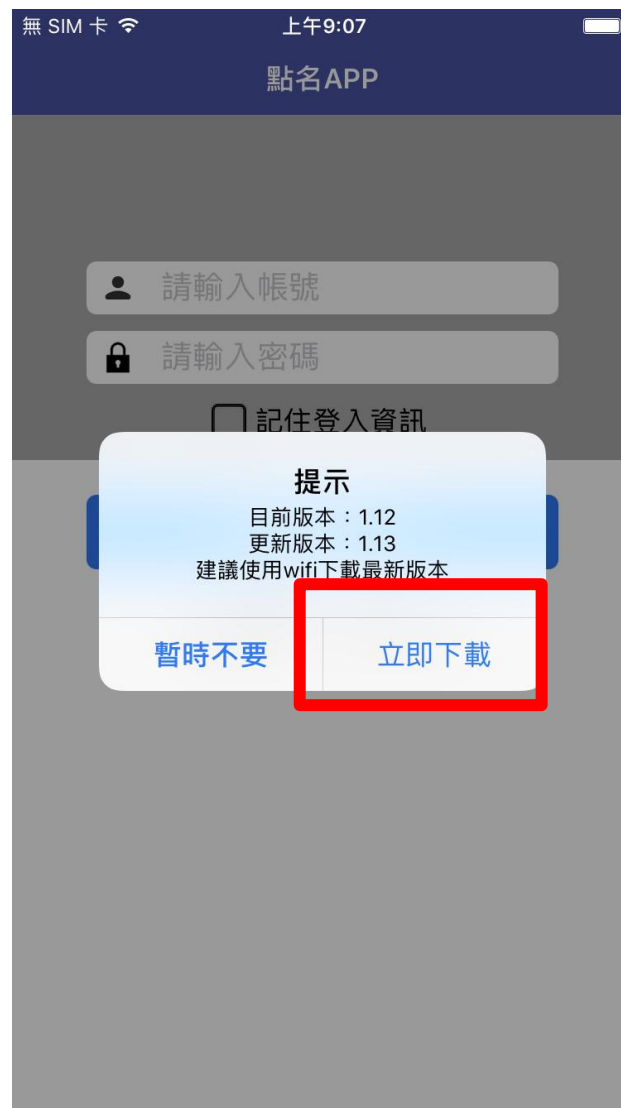 無 SIM 卡 上午9:07
點名APP
請輸入帳號
請輸入密碼
記住登入資訊
提示
目前版本：1.12
更新版本：1.13
建議使用wifi下載最新版本
暫時不要 立即下載